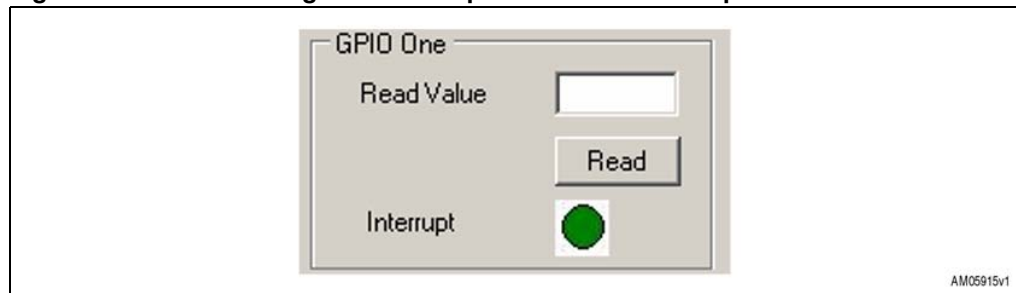 GPIO One
Read Value
Read
Interrupt
AM05915v1